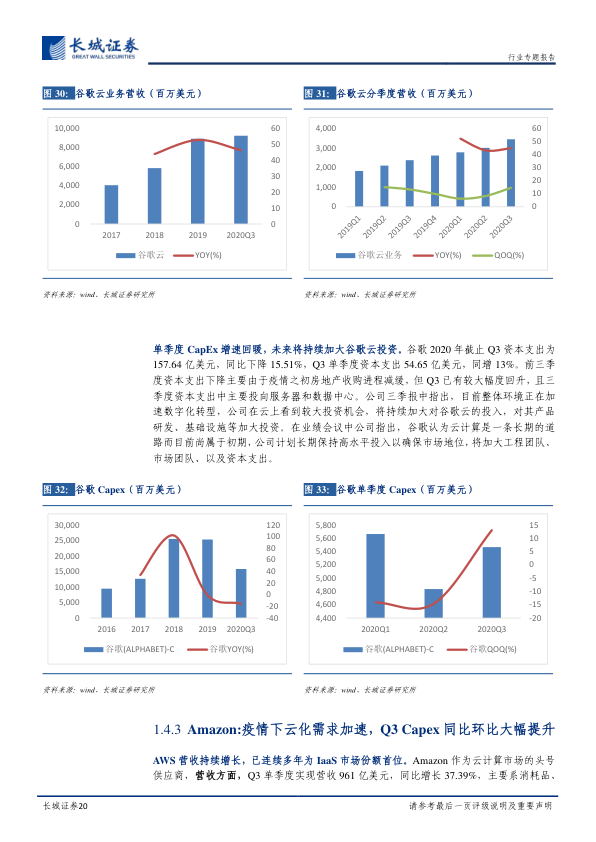 长城证券
GREAT WALL SECURITIES
行业专题报告
图 30: 谷歌云业务营收（百万美元）
图 31: 谷歌云分季度营收（百万美元）
10,000
8,000
6,000
4,000
2,000
0
60
50
40
30
20
10
0
2017 2018 2019 2020Q3
谷歌云 YOY(%)
4,000
3,000
2,000
1,000
0
60
50
40
30
20
10
0
2019Q1 2019Q2 2019Q3 2019Q4 2020Q1 2020Q2 2020Q3
谷歌云业务 YOY(%) QOQ(%)
资料来源：wind、长城证券研究所
资料来源：wind、长城证券研究所
单季度 CapEx 增速回暖，未来将持续加大谷歌云投资。谷歌 2020 年截止 Q3 资本支出为
157.64 亿美元，同比下降 15.51%，Q3 单季度资本支出 54.65 亿美元，同增 13%。前三季
度资本支出下降主要由于疫情之初房地产收购进程减缓，但 Q3 已有较大幅度回升，且三
季度资本支出中主要投向服务器和数据中心。公司三季报中指出，目前整体环境正在加
速数字化转型，公司在云上看到较大投资机会，将持续加大对谷歌云的投入，对其产品
研发、基础设施等加大投资。在业绩会议中公司指出，谷歌认为云计算是一条长期的道
路而目前尚属于初期，公司计划长期保持高水平投入以确保市场地位，将加大工程团队、
市场团队、以及资本支出。
图 32: 谷歌 Capex（百万美元）
图 33: 谷歌单季度 Capex（百万美元）
30,000
25,000
20,000
15,000
10,000
5,000
0
120
100
80
60
40
20
0
-20
-40
2016 2017 2018 2019 2020Q3
谷歌(ALPHABET)-C 谷歌YOY(%)
5,800
5,600
5,400
5,200
5,000
4,800
4,600
4,400
15
10
5
0
-5
-10
-15
-20
2020Q1 2020Q2 2020Q3
谷歌(ALPHABET)-C 谷歌QOQ(%)
资料来源：wind、长城证券研究所
资料来源：wind、长城证券研究所
1.4.3 Amazon:疫情下云化需求加速，Q3 Capex 同比环比大幅提升
AWS 营收持续增长，已连续多年为 IaaS 市场份额首位。Amazon 作为云计算市场的头号
供应商，营收方面，Q3 单季度实现营收 961 亿美元，同比增长 37.39%，主要系消耗品、
长城证券20
请参考最后一页评级说明及重要声明